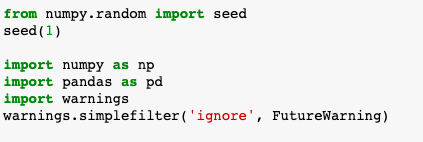 from numpy.random import seed
seed(1)
import numpy as np
import pandas as pd
import warnings
warnings.simplefilter('ignore', FutureWarning)